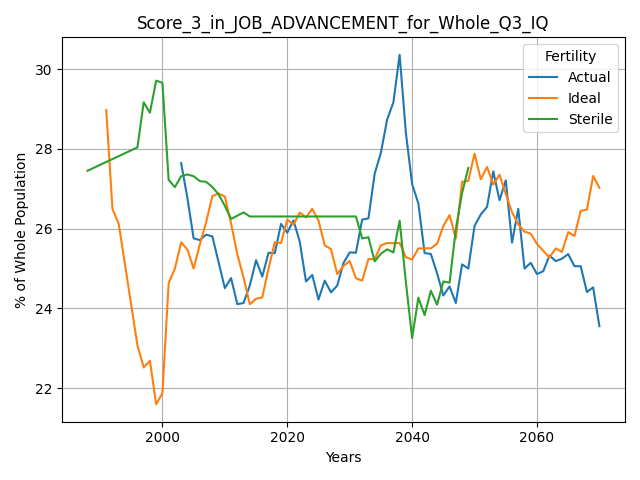 Score_3_in_JOB_ADVANCEMENT_for_Whole_Q3_IQ
% of Whole Population
30
28
26
24
22
2000
2020
2040
2060
Years
Fertility
Actual
Ideal
Sterile